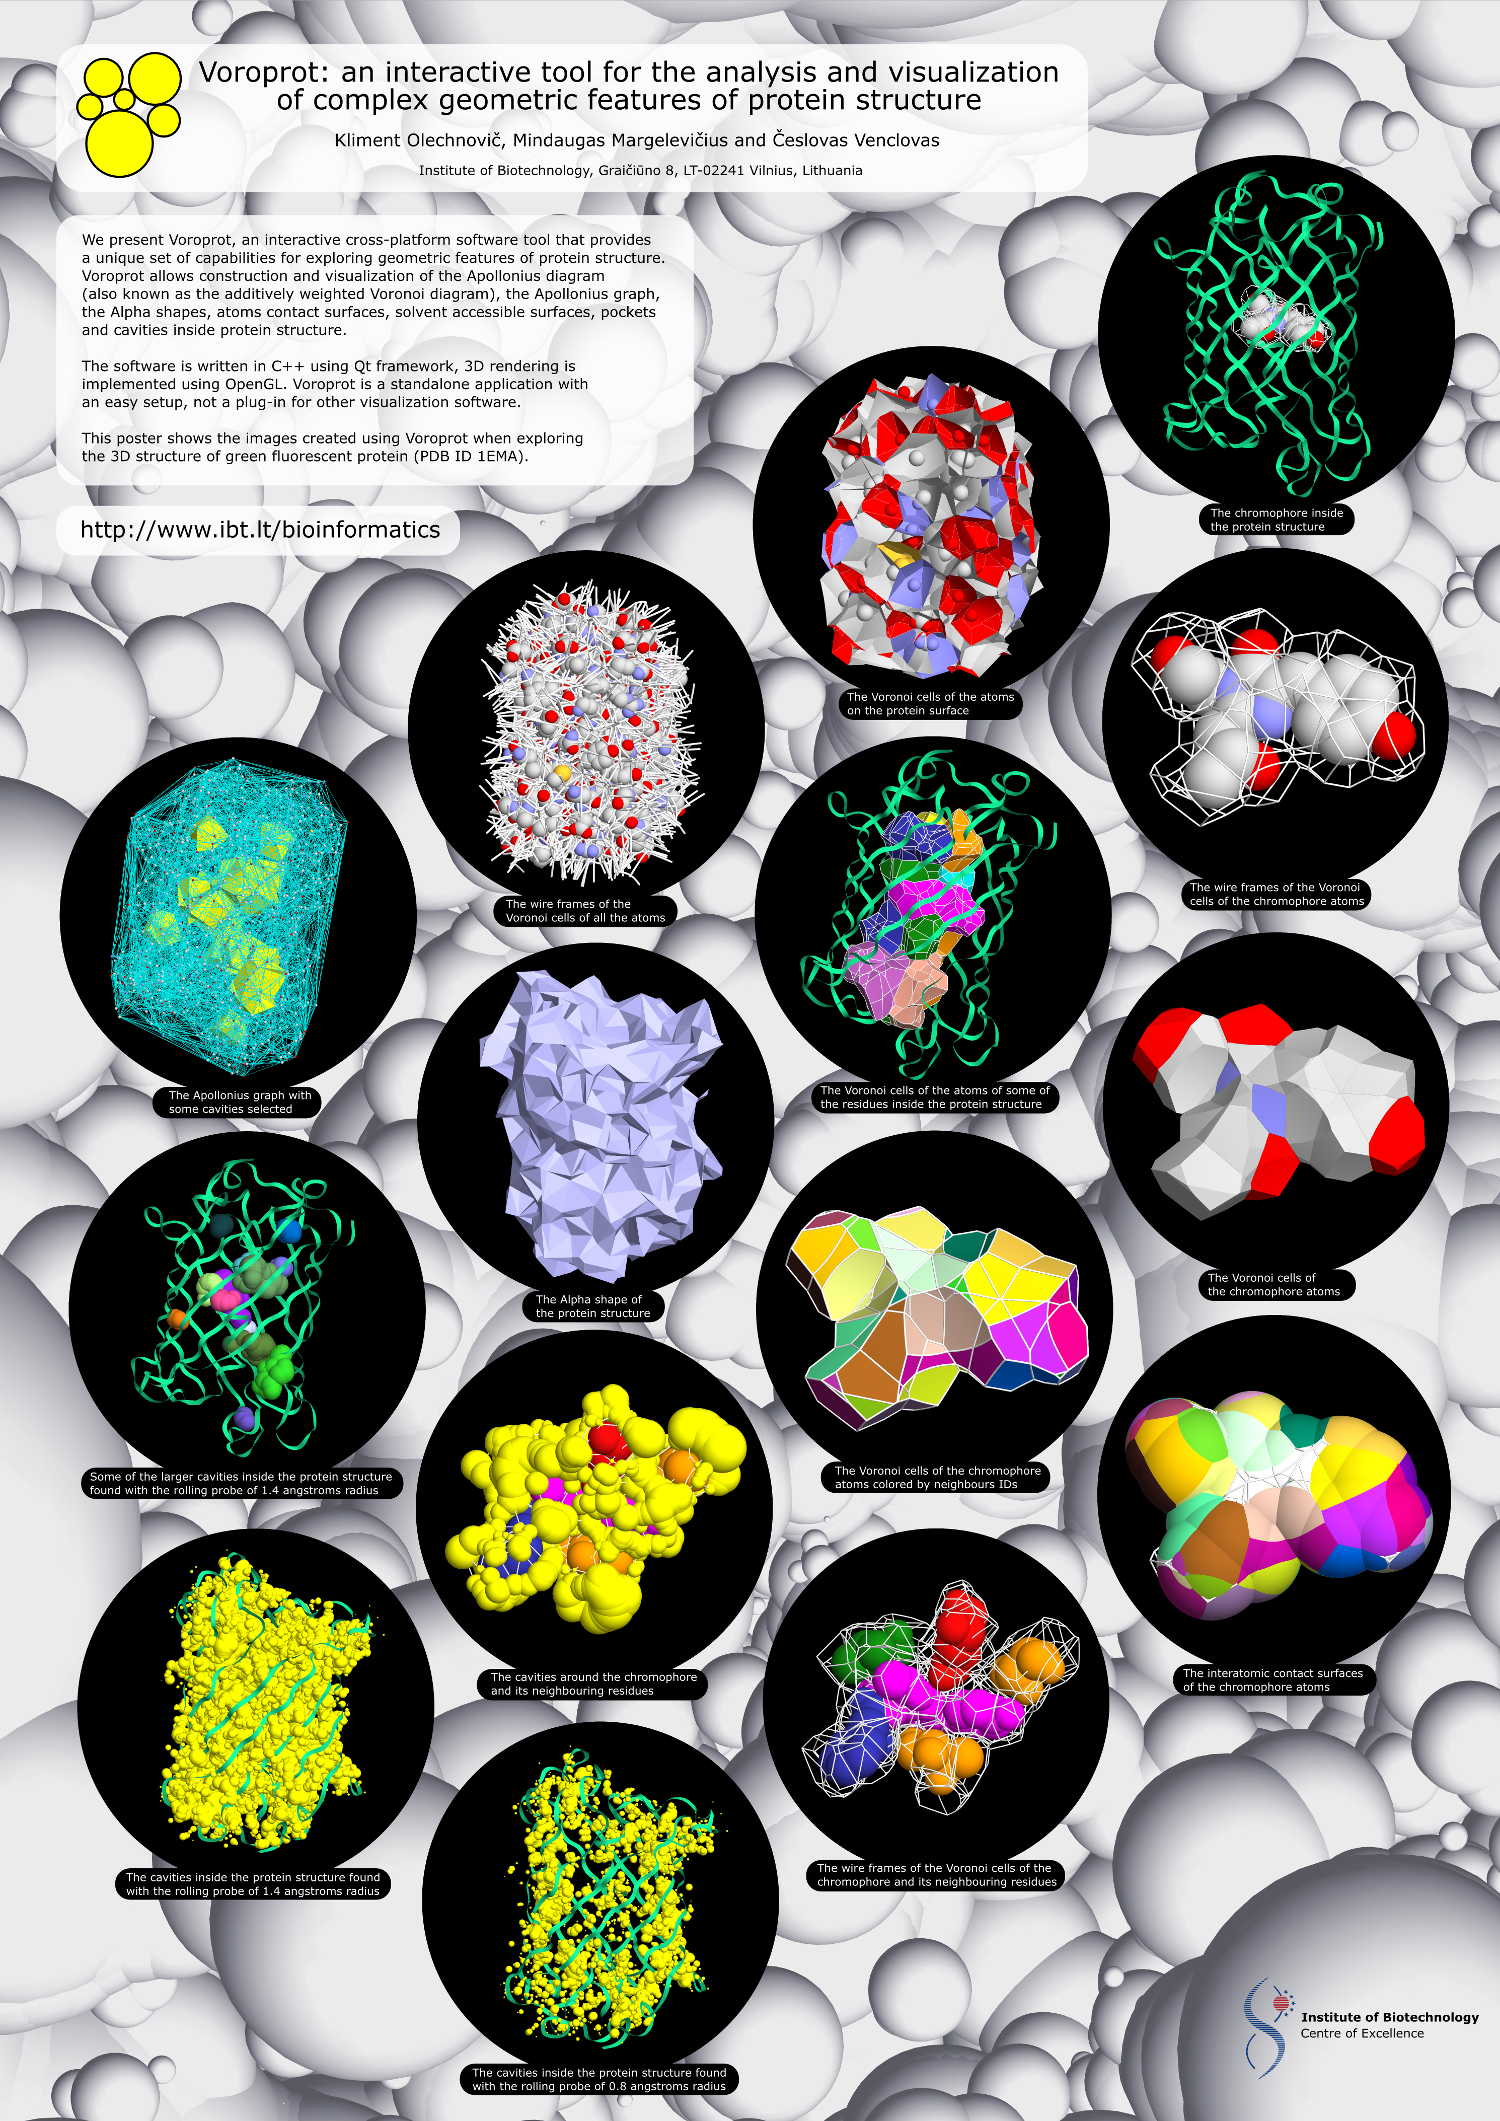 Voroprot: an interactive tool for the analysis and visualization
of complex geometric features of protein structure
Kliment Olechnovič, Mindaugas Margelevičius and Česlovas Venclovas
Institute of Biotechnology, Graičiūno 8, LT-02241 Vilnius, Lithuania
We present Voroprot, an interactive cross-platform software tool that provides
a unique set of capabilities for exploring geometric features of protein structure.
Voroprot allows construction and visualization of the Apollonius diagram
(also known as the additively weighted Voronoi diagram), the Apollonius graph,
the Alpha shapes, atoms contact surfaces, solvent accessible surfaces, pockets
and cavities inside protein structure.
The software is written in C++ using Qt framework, 3D rendering is
implemented using OpenGL. Voroprot is a standalone application with
an easy setup, not a plug-in for other visualization software.
This poster shows the images created using Voroprot when exploring
the 3D structure of green fluorescent protein (PDB ID 1EMA).
http://www.ibt.lt/bioinformatics
The chromophore inside
the protein structure
The Voronoi cells of the atoms
on the protein surface
The wire frames of the Voronoi
cells of the chromophore atoms
The wire frames of the
Voronoi cells of all the atoms
The Apollonius graph with
some cavities selected
The Voronoi cells of the atoms of some of
the residues inside the protein structure
The Voronoi cells of
the chromophore atoms
The Alpha shape of
the protein structure
Some of the larger cavities inside the protein structure
found with the rolling probe of 1.4 angstroms radius
The Voronoi cells of the chromophore
atoms colored by neighbours IDs
The cavities around the chromophore
and its neighbouring residues
The interatomic contact surfaces
of the chromophore atoms
The cavities inside the protein structure found
with the rolling probe of 1.4 angstroms radius
The wire frames of the Voronoi cells of the
chromophore and its neighbouring residues
The cavities inside the protein structure found
with the rolling probe of 0.8 angstroms radius
Institute of Biotechnology
Centre of Excellence